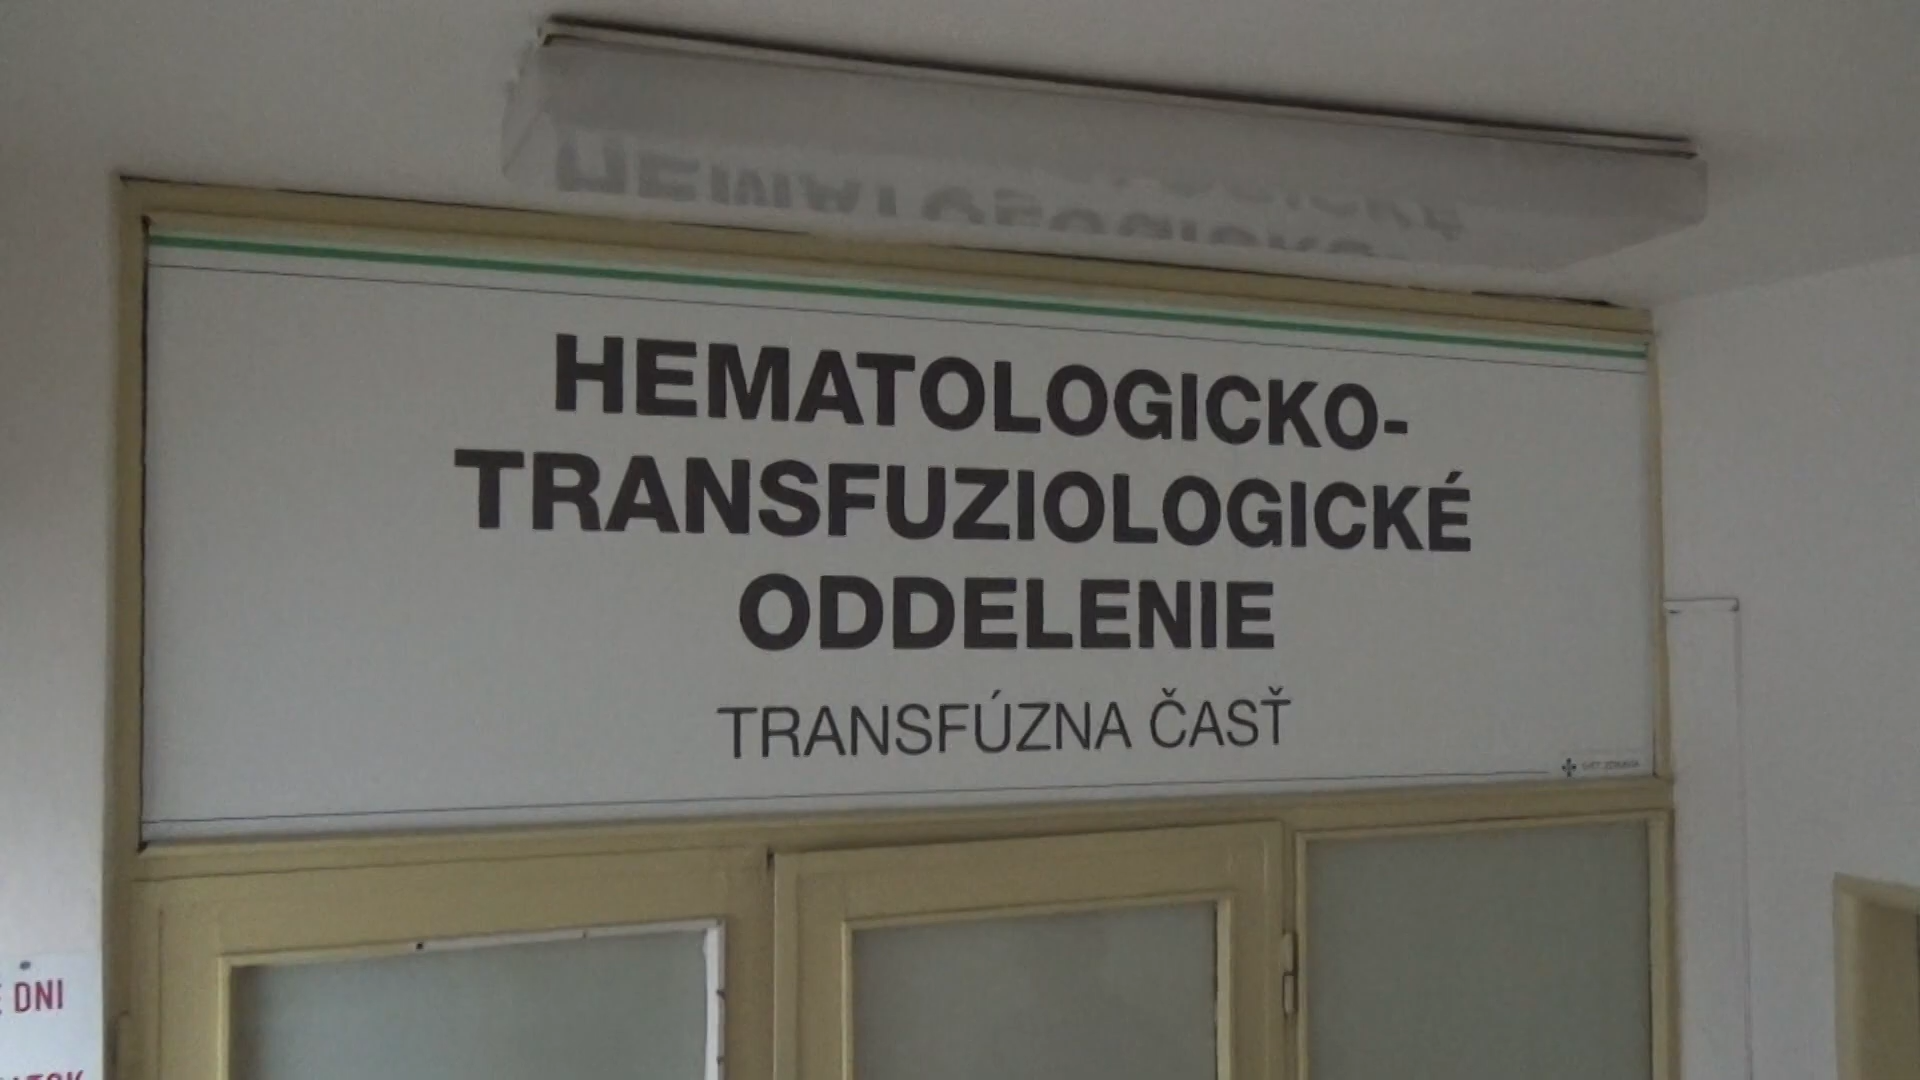 HEMATOLOGICKO-
TRANSFUZIOLOGICKÉ
ODDELENIE
TRANSFÚZNA ČASŤ
DNI